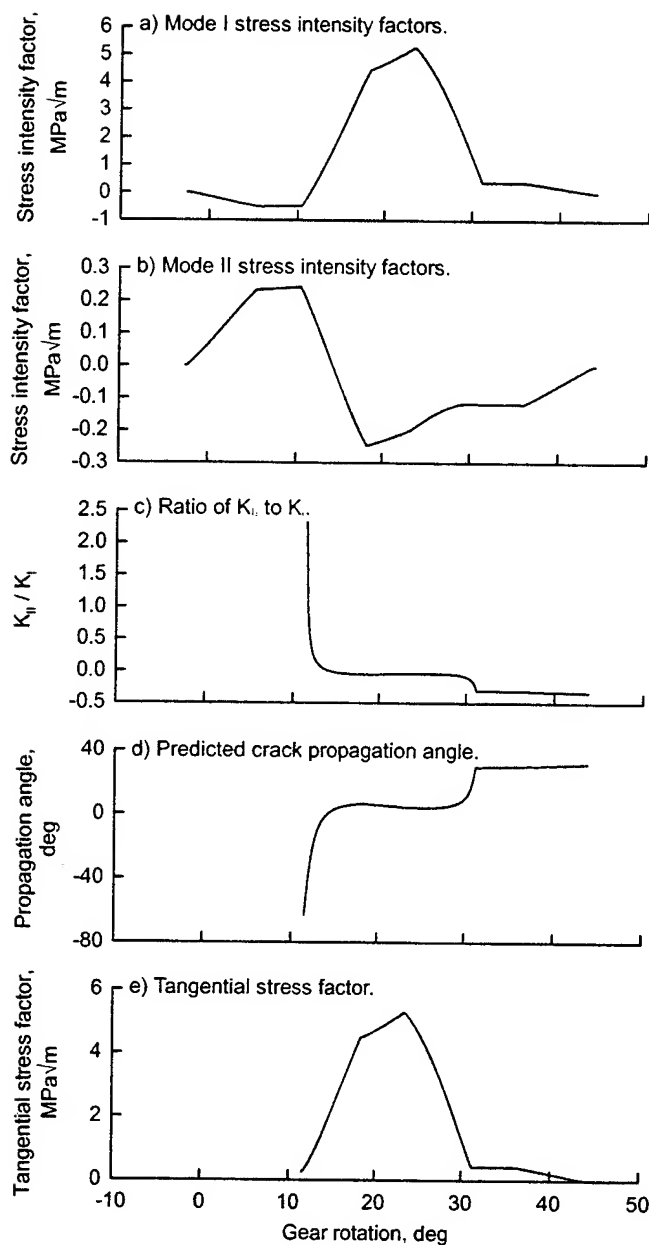 a) Mode I stress intensity factors.
Stress intensity factor,
MPa√m
6
5
4
3
2
1
0
-1
b) Mode II stress intensity factors.
Stress intensity factor,
MPa√m
0.3
0.2
0.1
0.0
-0.1
-0.2
-0.3
c) Ratio of K
to K
K_II / K_I
2.5
2.0
1.5
1.0
0.5
0.0
-0.5
d) Predicted crack propagation angle.
Propagation angle,
deg
40
0
-40
-80
e) Tangential stress factor.
Tangential stress factor,
MPa√m
6
4
2
0
-10 0 10 20 30 40 50
Gear rotation, deg